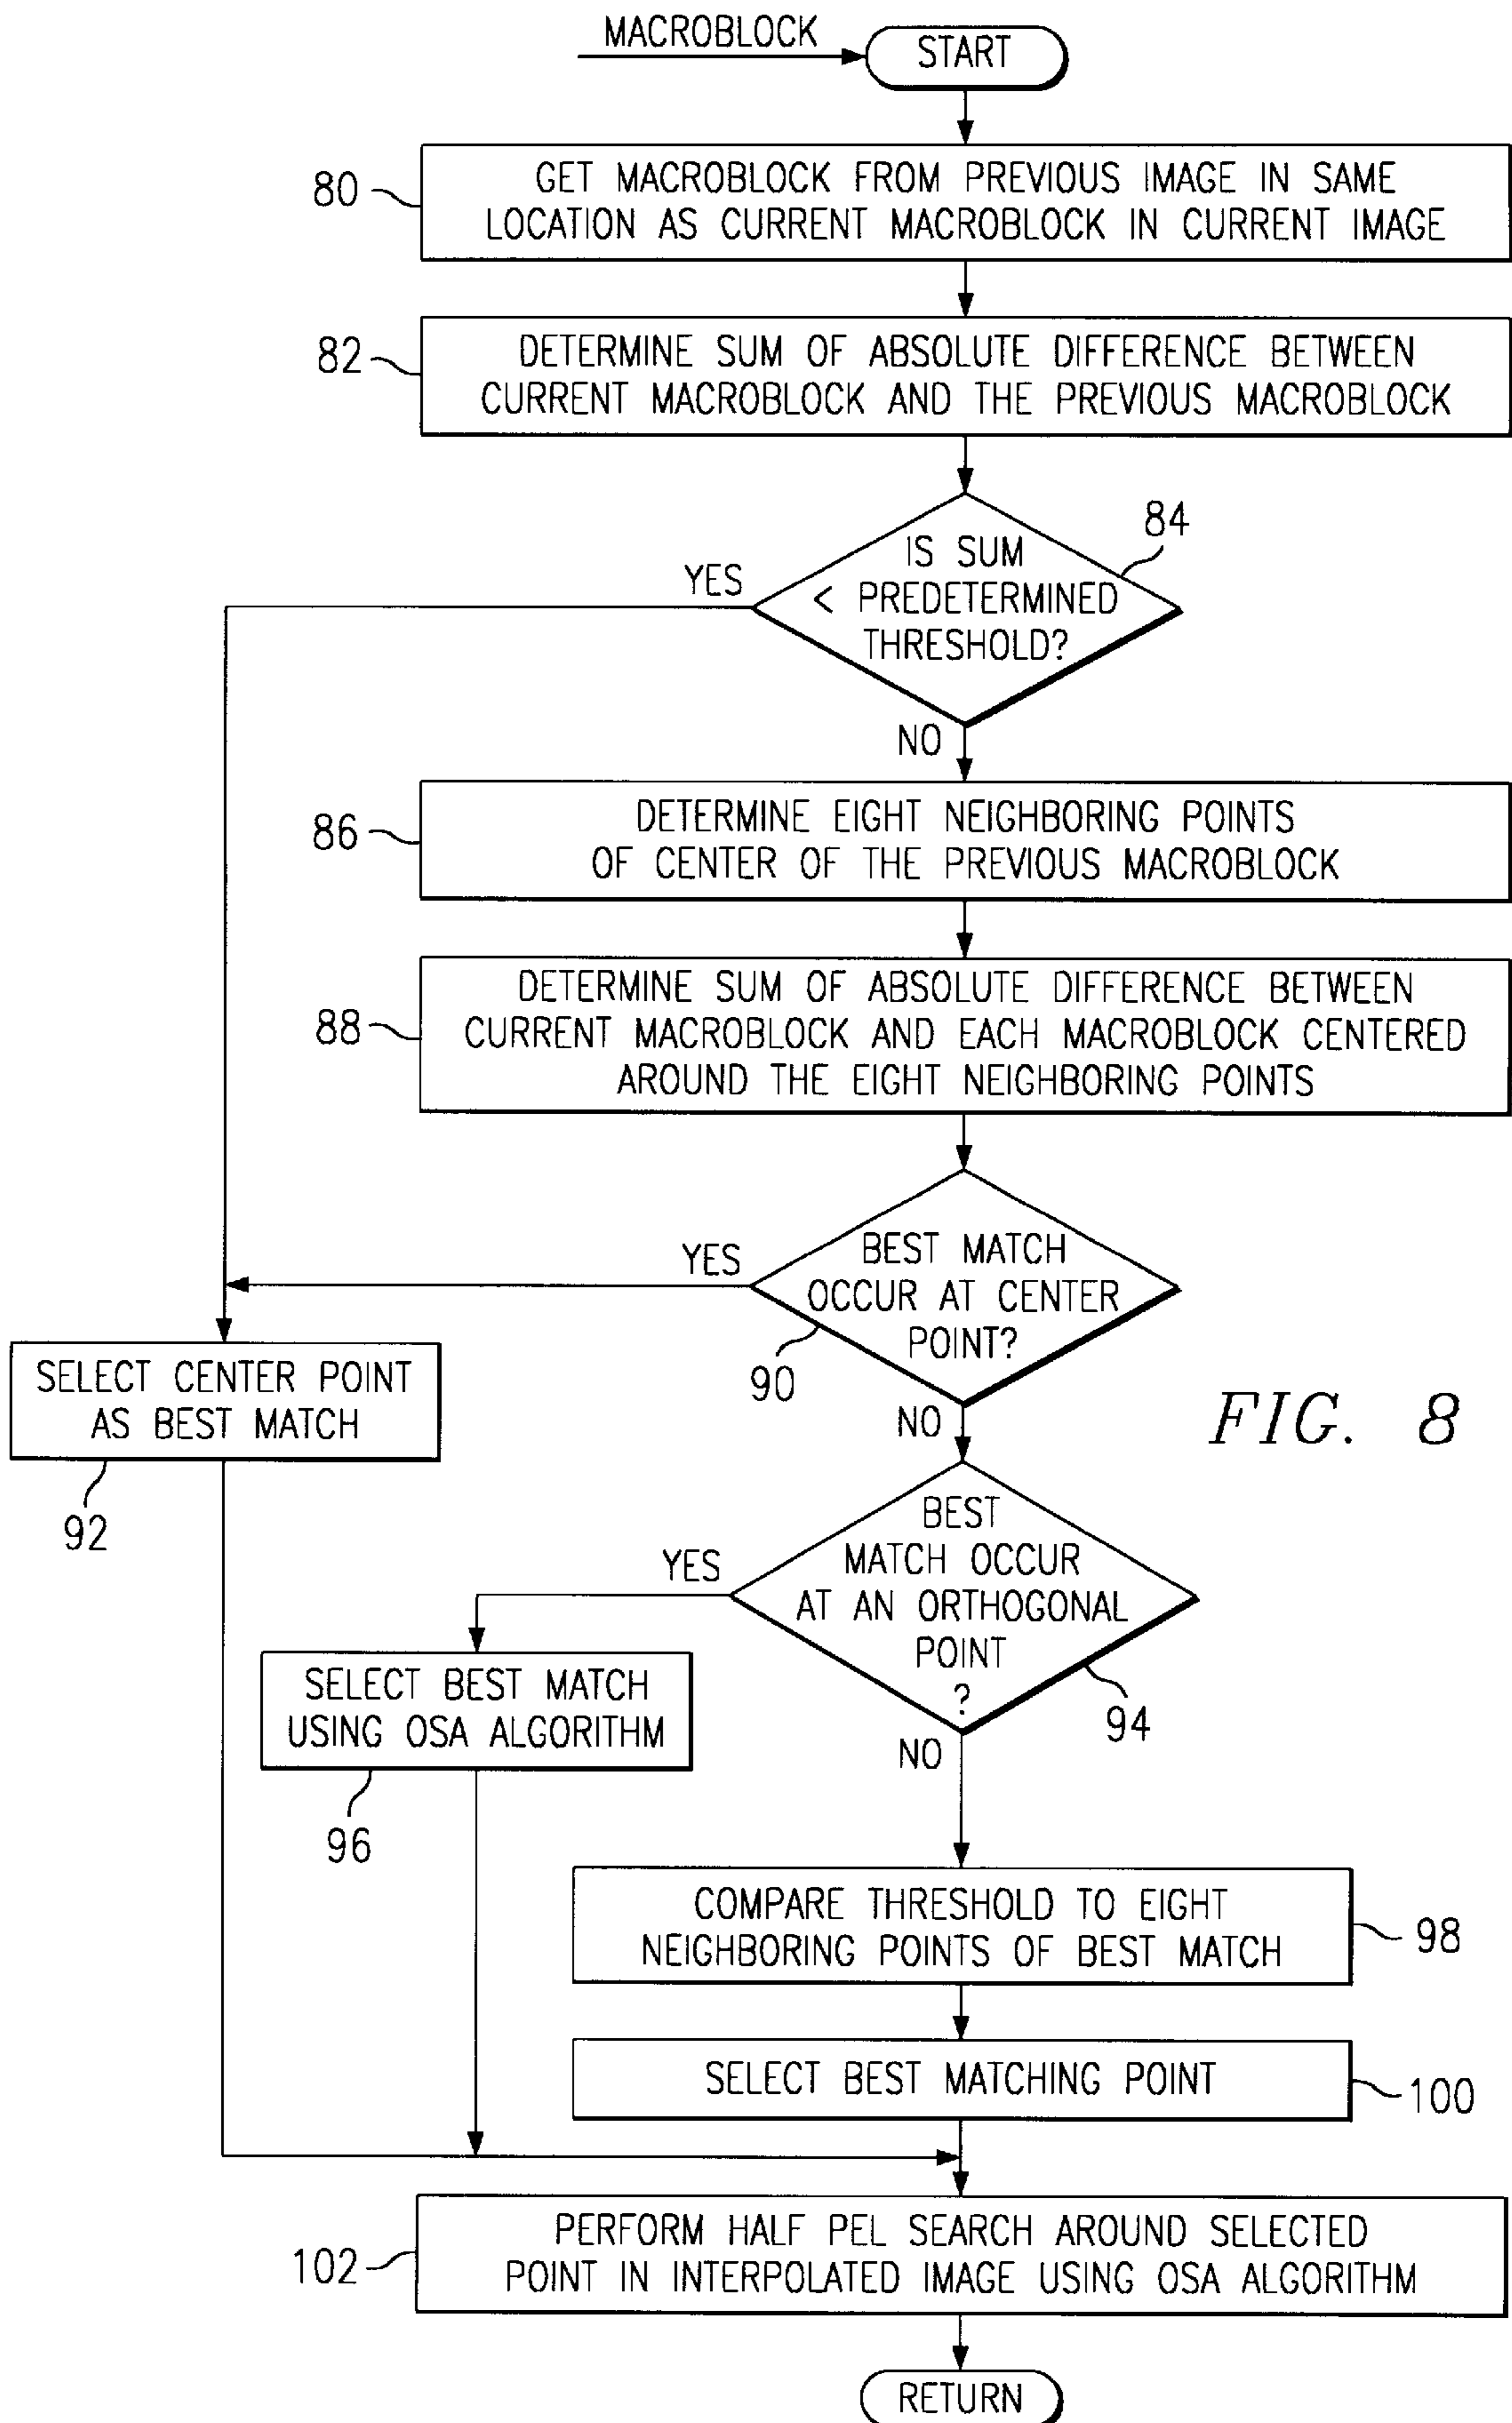 MACROBLOCK
START
80
GET MACROBLOCK FROM PREVIOUS IMAGE IN SAME
LOCATION AS CURRENT MACROBLOCK IN CURRENT IMAGE
82
DETERMINE SUM OF ABSOLUTE DIFFERENCE BETWEEN
CURRENT MACROBLOCK AND THE PREVIOUS MACROBLOCK
84
IS SUM
< PREDETERMINED
THRESHOLD?
YES
NO
86
DETERMINE EIGHT NEIGHBORING POINTS
OF CENTER OF THE PREVIOUS MACROBLOCK
88
DETERMINE SUM OF ABSOLUTE DIFFERENCE BETWEEN
CURRENT MACROBLOCK AND EACH MACROBLOCK CENTERED
AROUND THE EIGHT NEIGHBORING POINTS
YES
BEST MATCH
OCCUR AT CENTER
POINT?
90
NO
SELECT CENTER POINT
AS BEST MATCH
92
FIG. 8
BEST
MATCH OCCUR
AT AN ORTHOGONAL
POINT
?
YES
94
NO
SELECT BEST MATCH
USING OSA ALGORITHM
96
COMPARE THRESHOLD TO EIGHT
NEIGHBORING POINTS OF BEST MATCH
98
SELECT BEST MATCHING POINT
100
102
PERFORM HALF PEL SEARCH AROUND SELECTED
POINT IN INTERPOLATED IMAGE USING OSA ALGORITHM
RETURN